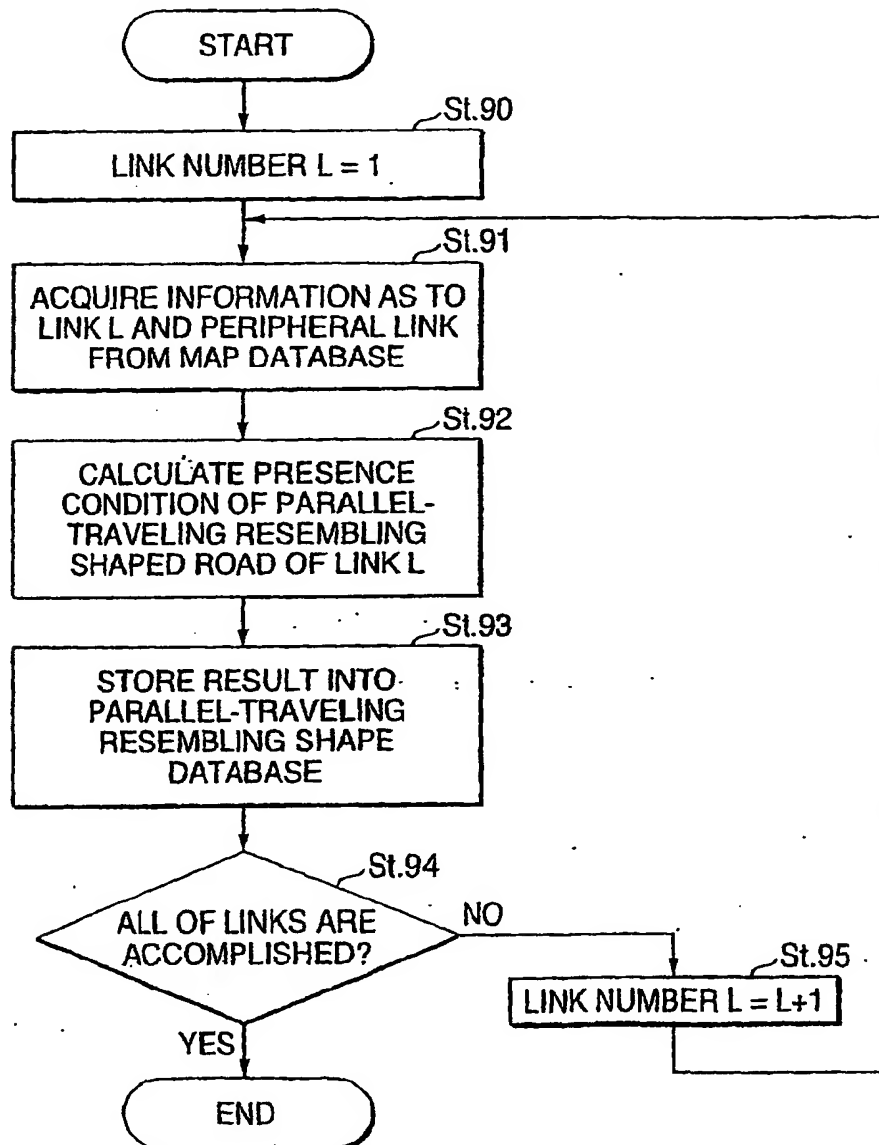 START
St.90
LINK NUMBER L = 1
St.91
ACQUIRE INFORMATION AS TO
LINK L AND PERIPHERAL LINK
FROM MAP DATABASE
St.92
CALCULATE PRESENCE
CONDITION OF PARALLEL-
TRAVELING RESEMBLING
SHAPED ROAD OF LINK L
St.93
STORE RESULT INTO
PARALLEL-TRAVELING
RESEMBLING SHAPE
DATABASE
St.94
ALL OF LINKS ARE
ACCOMPLISHED?
NO
St.95
LINK NUMBER L = L+1
YES
END